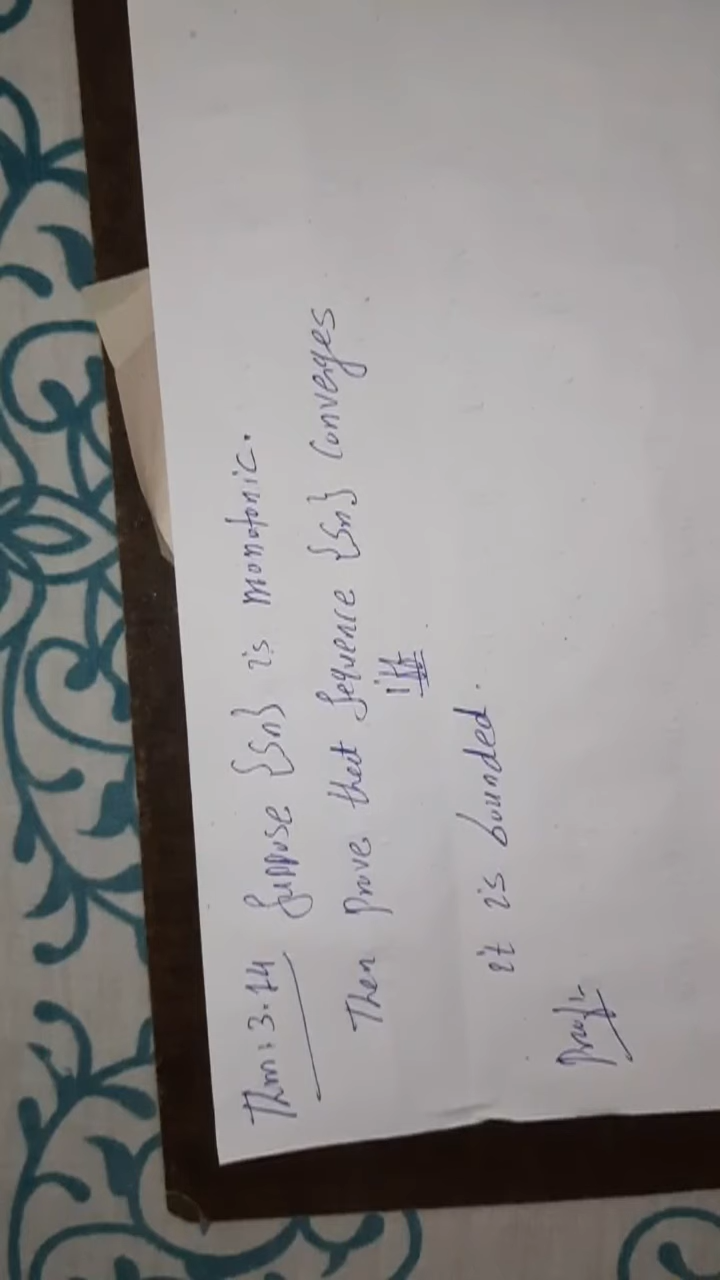 Thm: 3.14 Suppose {Sn} is monotonic.
Then prove that sequence {Sn} converges
iff
it is bounded.
Proof:-